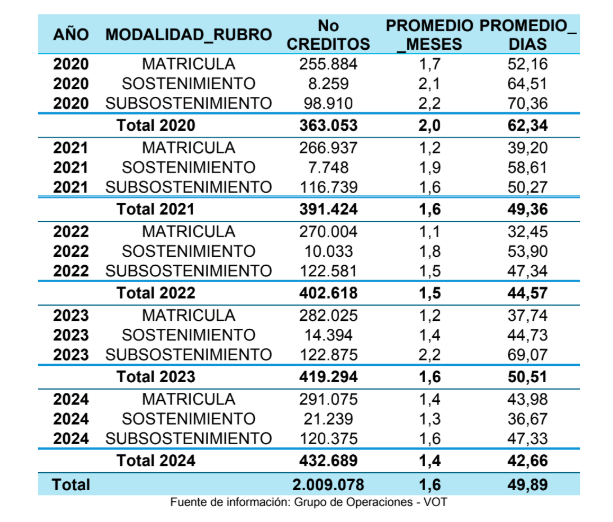 AÑO MODALIDAD_RUBRO No CREDITOS PROMEDIO_MESES PROMEDIO_DIAS
2020 MATRICULA 255.884 1,7 52,16
2020 SOSTENIMIENTO 8.259 2,1 64,51
2020 SUBSOSTENIMIENTO 98.910 2,2 70,36
Total 2020 363.053 2,0 62,34
2021 MATRICULA 266.937 1,2 39,20
2021 SOSTENIMIENTO 7.748 1,9 58,61
2021 SUBSOSTENIMIENTO 116.739 1,6 50,27
Total 2021 391.424 1,6 49,36
2022 MATRICULA 270.004 1,1 32,45
2022 SOSTENIMIENTO 10.033 1,8 53,90
2022 SUBSOSTENIMIENTO 122.581 1,5 47,34
Total 2022 402.618 1,5 44,57
2023 MATRICULA 282.025 1,2 37,74
2023 SOSTENIMIENTO 14.394 1,4 44,73
2023 SUBSOSTENIMIENTO 122.875 2,2 69,07
Total 2023 419.294 1,6 50,51
2024 MATRICULA 291.075 1,4 43,98
2024 SOSTENIMIENTO 21.239 1,3 36,67
2024 SUBSOSTENIMIENTO 120.375 1,6 47,33
Total 2024 432.689 1,4 42,66
Total 2.009.078 1,6 49,89
Fuente de información: Grupo de Operaciones - VOT